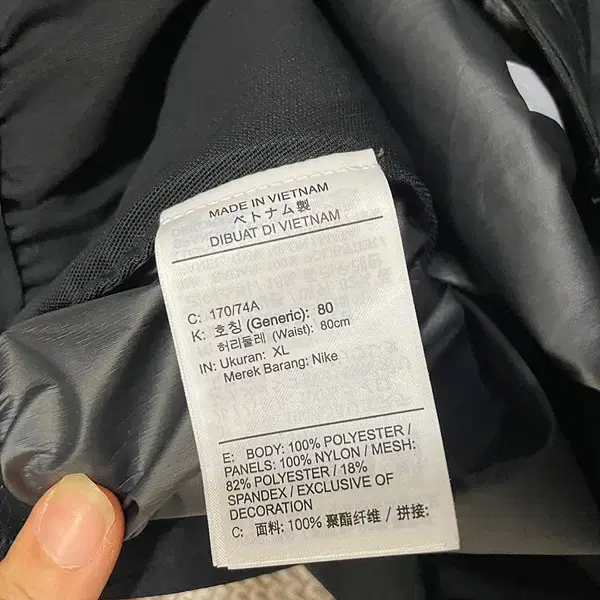 MADE IN VIETNAM
ベトナム製
DIBUAT DI VIETNAM
C: 170/74A
K: 호칭 (Generic): 80
허리둘레 (Waist): 80cm
IN: Ukuran: XL
Merek Barang: Nike
E: BODY: 100% POLYESTER /
PANELS: 100% NYLON / MESH:
82% POLYESTER / 18%
SPANDEX / EXCLUSIVE OF
DECORATION
C: 面料: 100% 聚酯纤维 / 拼接: